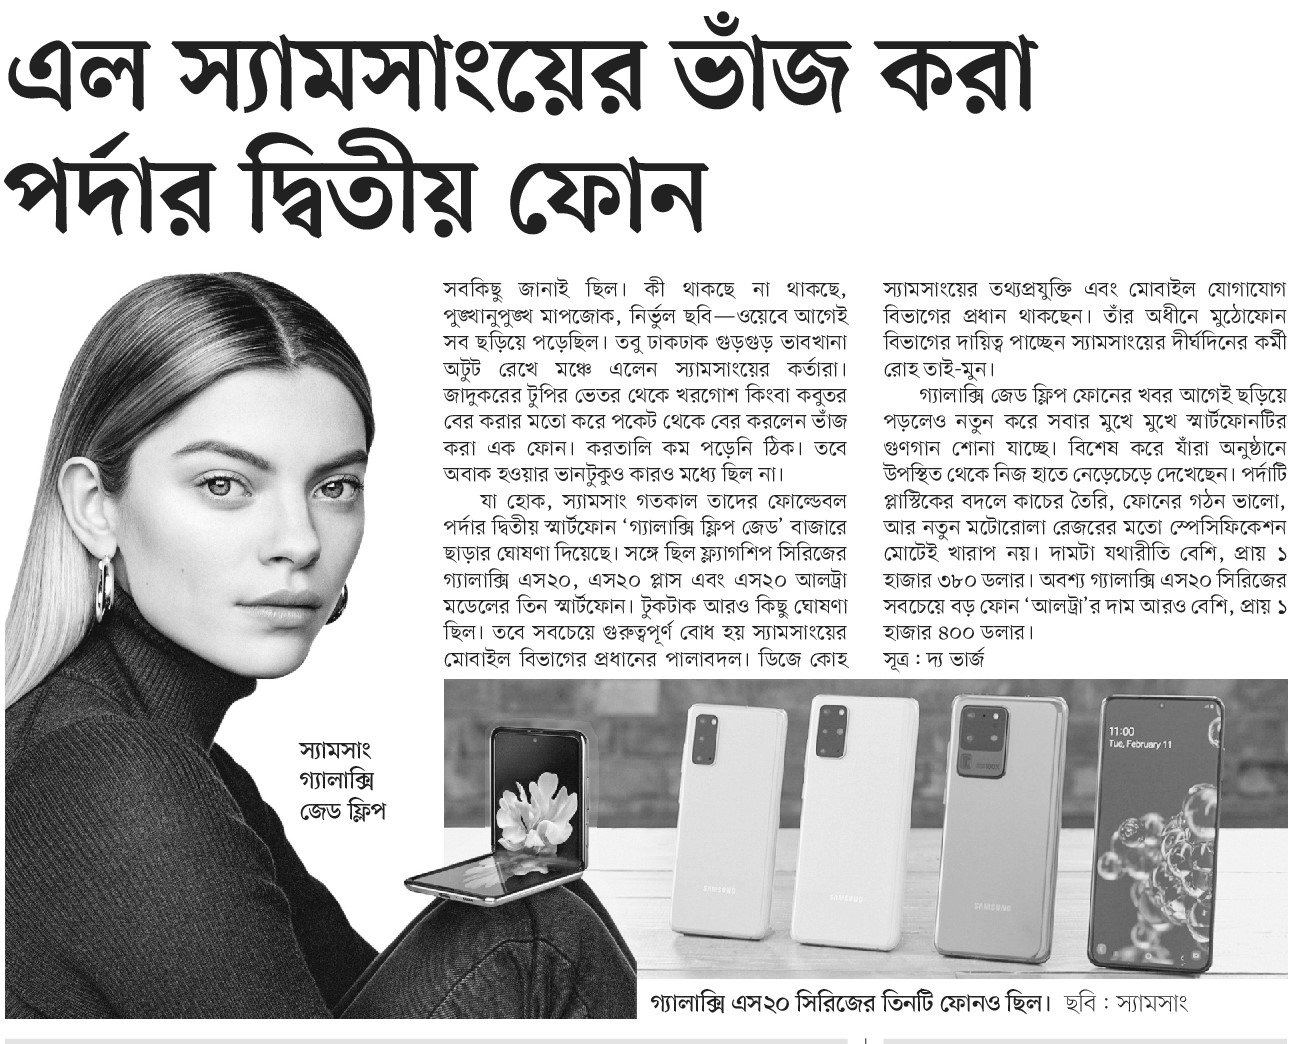 এল স্যামসাংয়ের ভাঁজ করা
পর্দার দ্বিতীয় ফোন
সবকিছু জানাই ছিল। কী থাকছে না থাকছে,
পুঙ্খানুপুঙ্খ মাপজোক, নির্ভুল ছবি—ওয়েবে আগেই
সব ছড়িয়ে পড়েছিল। তবু ঢাকঢাক গুড়গুড় ভাবখানা
অটুট রেখে মঞ্চে এলেন স্যামসাংয়ের কর্তারা।
জাদুকরের টুপির ভেতর থেকে খরগোশ কিংবা কবুতর
বের করার মতো করে পকেট থেকে বের করলেন ভাঁজ
করা এক ফোন। করতালি কম পড়েনি ঠিক। তবে
অবাক হওয়ার ভানটুকুও কারও মধ্যে ছিল না।
যা হোক, স্যামসাং গতকাল তাদের ফোল্ডেবল
পর্দার দ্বিতীয় স্মার্টফোন ‘গ্যালাক্সি ফ্লিপ জেড’ বাজারে
ছাড়ার ঘোষণা দিয়েছে। সঙ্গে ছিল ফ্ল্যাগশিপ সিরিজের
গ্যালাক্সি এস২০, এস২০ প্লাস এবং এস২০ আলট্রা
মডেলের তিন স্মার্টফোন। টুকটাক আরও কিছু ঘোষণা
ছিল। তবে সবচেয়ে গুরুত্বপূর্ণ বোধ হয় স্যামসাংয়ের
মোবাইল বিভাগের প্রধানের পালাবদল। ডিজে কোহ
স্যামসাংয়ের তথ্যপ্রযুক্তি এবং মোবাইল যোগাযোগ
বিভাগের প্রধান থাকছেন। তাঁর অধীনে মুঠোফোন
বিভাগের দায়িত্ব পাচ্ছেন স্যামসাংয়ের দীর্ঘদিনের কর্মী
রোহ তাই-মুন।
গ্যালাক্সি জেড ফ্লিপ ফোনের খবর আগেই ছড়িয়ে
পড়লেও নতুন করে সবার মুখে মুখে স্মার্টফোনটির
গুণগান শোনা যাচ্ছে। বিশেষ করে যাঁরা অনুষ্ঠানে
উপস্থিত থেকে নিজ হাতে নেড়েচেড়ে দেখেছেন। পর্দাটি
প্লাস্টিকের বদলে কাচের তৈরি, ফোনের গঠন ভালো,
আর নতুন মটোরোলা রেজরের মতো স্পেসিফিকেশন
মোটেই খারাপ নয়। দামটা যথারীতি বেশি, প্রায় ১
হাজার ৩৮০ ডলার। অবশ্য গ্যালাক্সি এস২০ সিরিজের
সবচেয়ে বড় ফোন ‘আলট্রা’র দাম আরও বেশি, প্রায় ১
হাজার ৪০০ ডলার।
সূত্র : দ্য ভার্জ
স্যামসাং
গ্যালাক্সি
জেড ফ্লিপ
11:00
Tue, February 11
SAMSUNG
SAMSUNG
SAMSUNG
গ্যালাক্সি এস২০ সিরিজের তিনটি ফোনও ছিল। ছবি : স্যামসাং